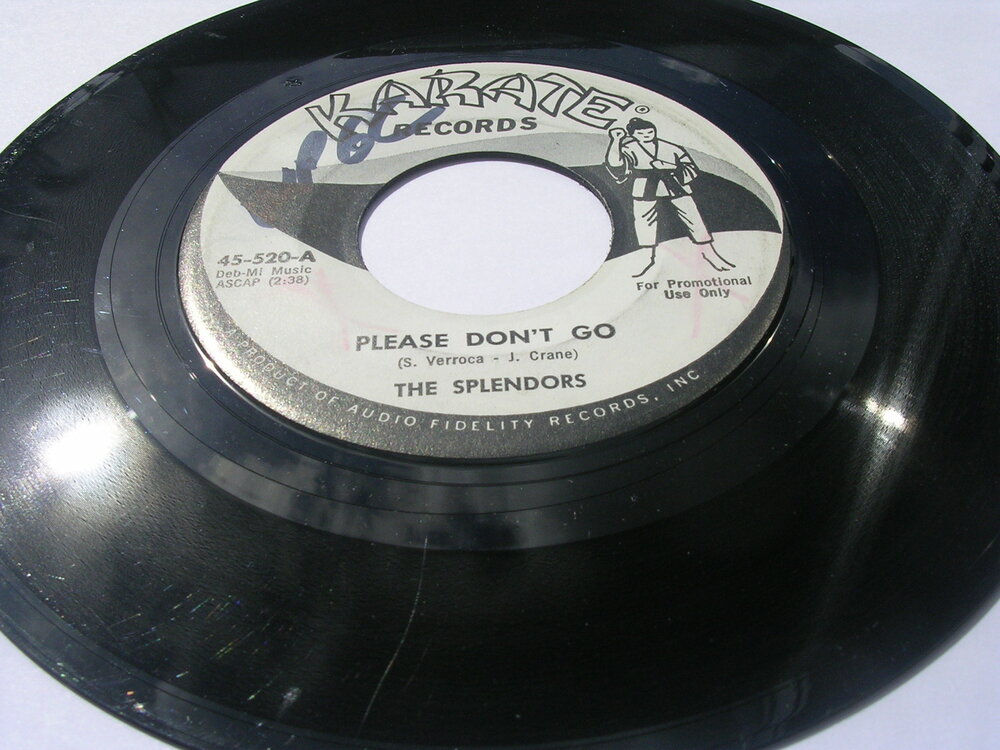 KARATE®
RECORDS
45-520-A
Deb-Mi Music
ASCAP (2:38)
For Promotional
Use Only
PLEASE DON'T GO
(S. Verroca - J. Crane)
THE SPLENDORS
A PRODUCT OF AUDIO FIDELITY RECORDS, INC